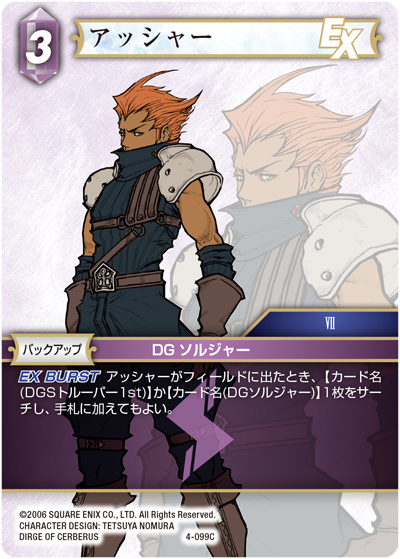 3
アッシャー
EX
VII
バックアップ
DG ソルジャー
EX BURST アッシャーがフィールドに出たとき、【カード名
(DGSトルーパー1st)】か【カード名(DGソルジャー)】1枚をサー
チし、手札に加えてもよい。
©2006 SQUARE ENIX CO., LTD. All Rights Reserved.
CHARACTER DESIGN: TETSUYA NOMURA
DIRGE OF CERBERUS
4-099C